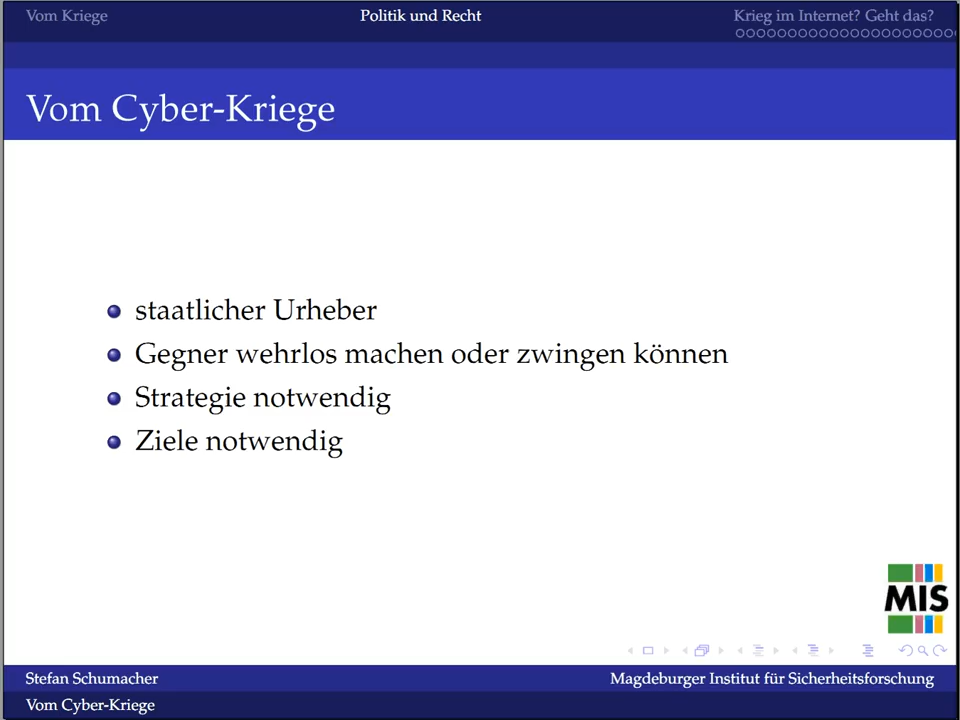 Vom Kriege Politik und Recht Krieg im Internet? Geht das?
Vom Cyber-Kriege
staatlicher Urheber
Gegner wehrlos machen oder zwingen können
Strategie notwendig
Ziele notwendig
MIS
Stefan Schumacher Magdeburger Institut für Sicherheitsforschung
Vom Cyber-Kriege